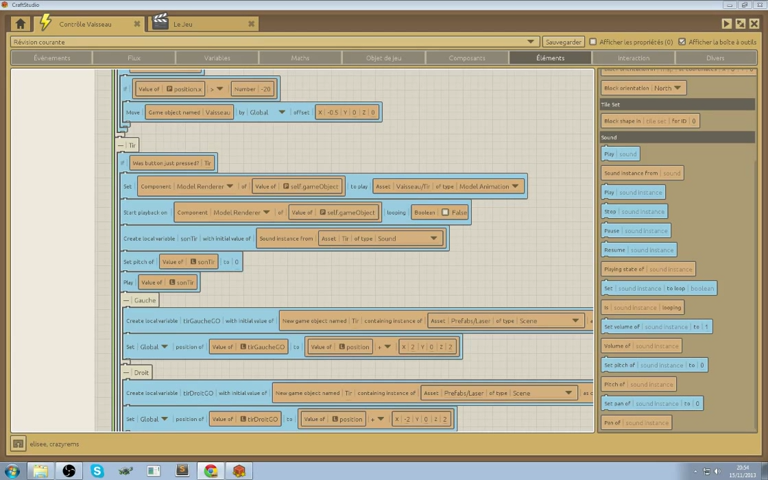 CraftStudio
Contrôle Vaisseau
Le Jeu
Révision courante
Sauvegarder
Afficher les propriétés (0)
Afficher la boîte à outils
Événements
Flux
Variables
Maths
Objet de jeu
Composants
Éléments
Interaction
Divers
If Value of position.x > Number -20
Move Game object named Vaisseau by Global offset X -0.5 Y 0 Z 0
Tir
If Was button just pressed? Tir
Set Component Model Renderer of Value of self.gameObject to play Asset Vaisseau/Tir of type Model Animation
Start playback on Component Model Renderer of Value of self.gameObject looping Boolean False
Create local variable sonTir with initial value of Sound instance from Asset Tir of type Sound
Set pitch of Value of sonTir to 0
Play Value of sonTir
Gauche
Create local variable tirGaucheGO with initial value of New game object named Tir containing instance of Asset Prefabs/Laser of type Scene
Set Global position of Value of tirGaucheGO to Value of position + X 2 Y 0 Z 2
Droit
Create local variable tirDroitGO with initial value of New game object named Tir containing instance of Asset Prefabs/Laser of type Scene
Set Global position of Value of tirDroitGO to Value of position + X -2 Y 0 Z 2
Block orientation North
Tile Set
Block shape in tile set for ID 0
Sound
Play sound
Sound instance from sound
Play sound instance
Stop sound instance
Pause sound instance
Resume sound instance
Playing state of sound instance
Set sound instance to loop boolean
Is sound instance looping
Set volume of sound instance to 1
Volume of sound instance
Set pitch of sound instance to 0
Pitch of sound instance
Set pan of sound instance to 0
Pan of sound instance
elisee, crazyrems
20:54
15/12/2013